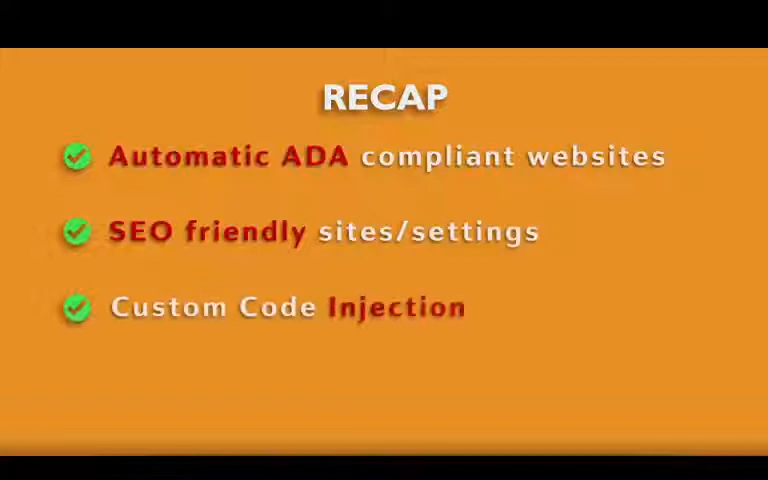 RECAP
Automatic ADA compliant websites
SEO friendly sites/settings
Custom Code Injection